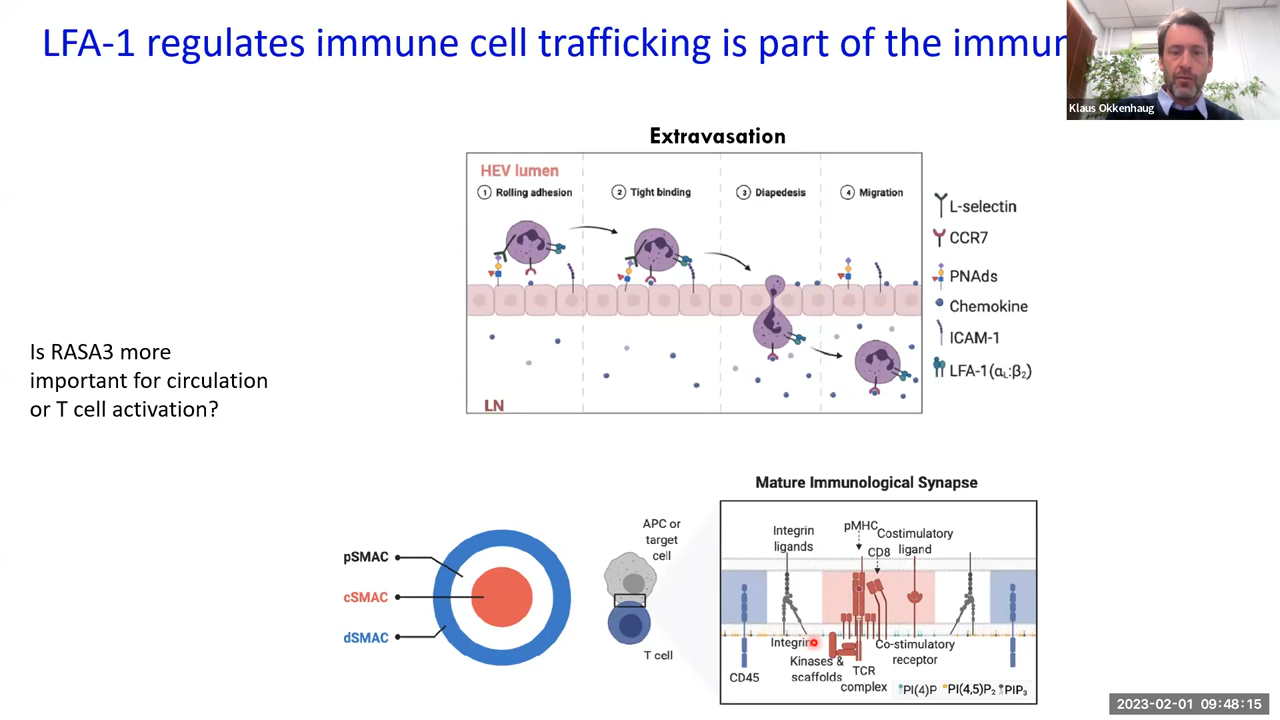 LFA-1 regulates immune cell trafficking is part of the immun
Klaus Okkenhaug
Extravasation
HEV lumen
1 Rolling adhesion
2 Tight binding
3 Diapedesis
4 Migration
L-selectin
CCR7
PNAds
Chemokine
ICAM-1
LFA-1(αL:β2)
LN
Is RASA3 more
important for circulation
or T cell activation?
Mature Immunological Synapse
pSMAC
cSMAC
dSMAC
APC or
target
cell
T cell
Integrin
ligands
pMHC
CD8
Costimulatory
ligand
Integrin
Kinases &
scaffolds
TCR
complex
Co-stimulatory
receptor
CD45
PI(4)P
PI(4,5)P₂
PIP₃
2023-02-01 09:48:15